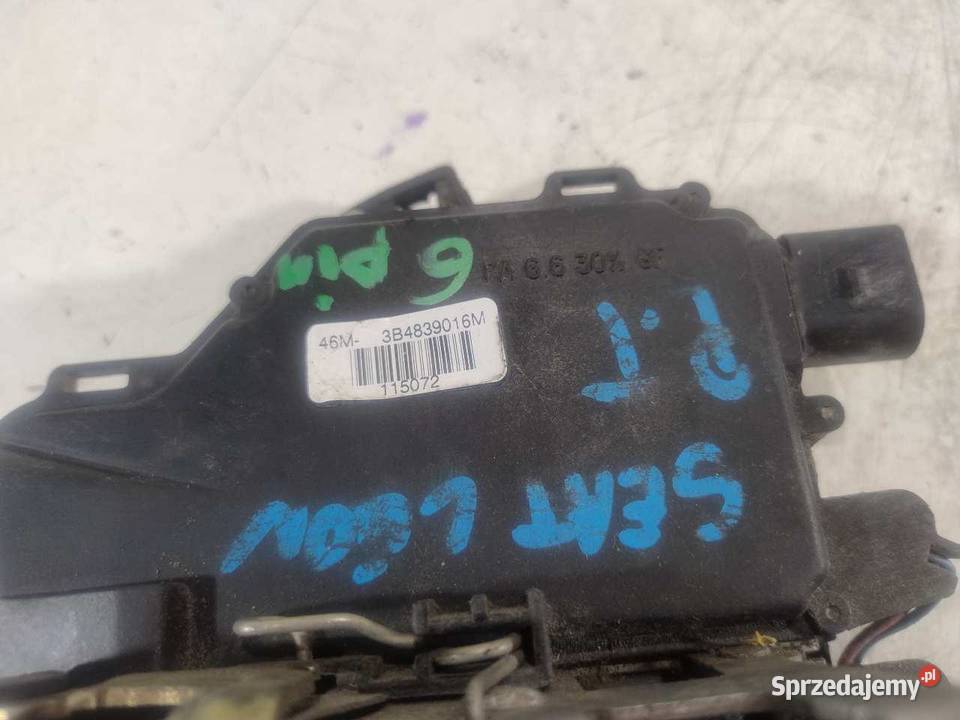 6 pin
PA 6.6 30% GF
46M- 3B4839016M
115072
P.T
SEAT LEON
Sprzedajemy.pl